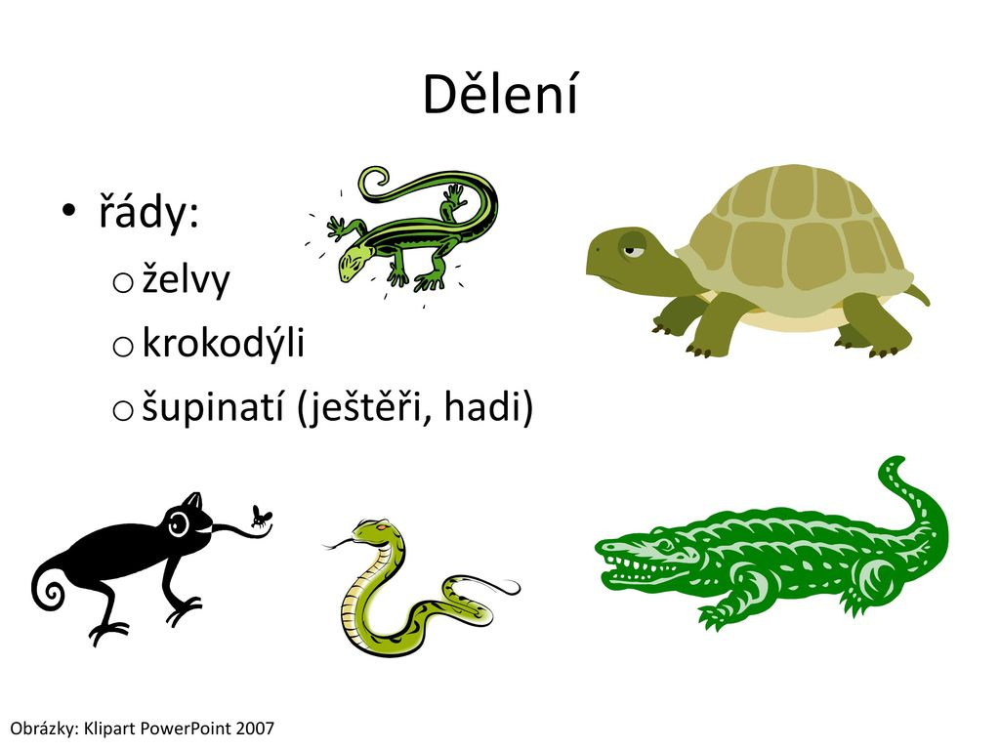 Dělení
• řády:
o želvy
o krokodýli
o šupinatí (ještěři, hadi)
Obrázky: Klipart PowerPoint 2007